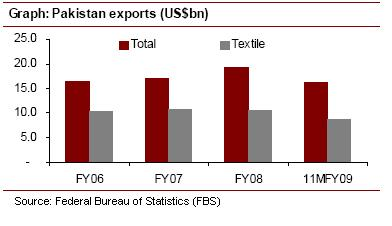 Graph: Pakistan exports (US$bn)
Total Textile
25.0
20.0
15.0
10.0
5.0
-
FY06 FY07 FY08 11MFY09
Source: Federal Bureau of Statistics (FBS)